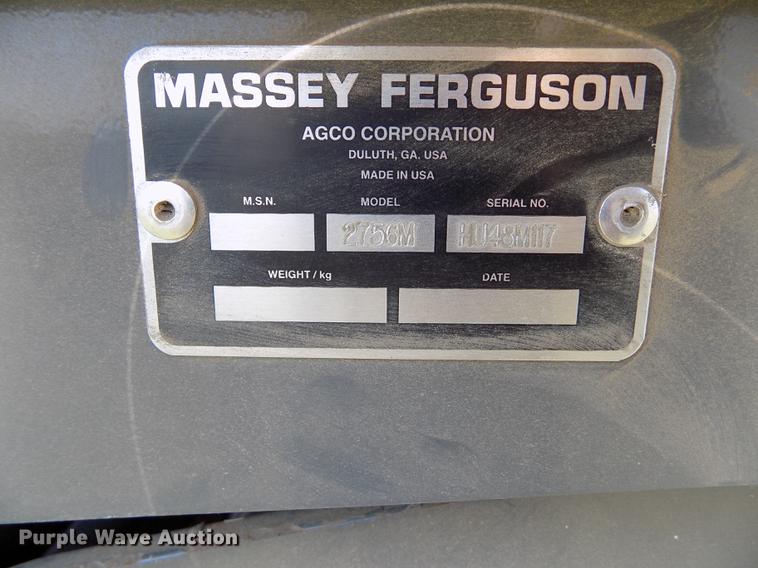 MASSEY FERGUSON
AGCO CORPORATION
DULUTH, GA. USA
MADE IN USA
M.S.N. MODEL SERIAL NO.
2756M HU48M117
WEIGHT / kg DATE
Purple Wave Auction